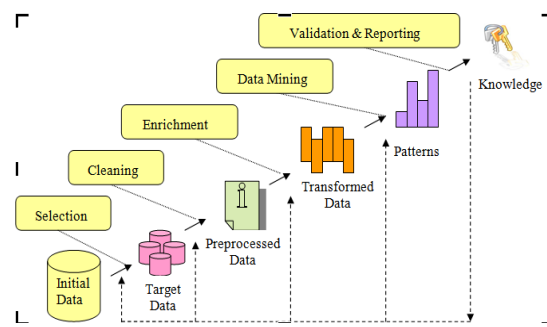 Validation & Reporting
Knowledge
Data Mining
Patterns
Enrichment
Transformed
Data
Cleaning
i
Preprocessed
Data
Selection
Target
Data
Initial
Data